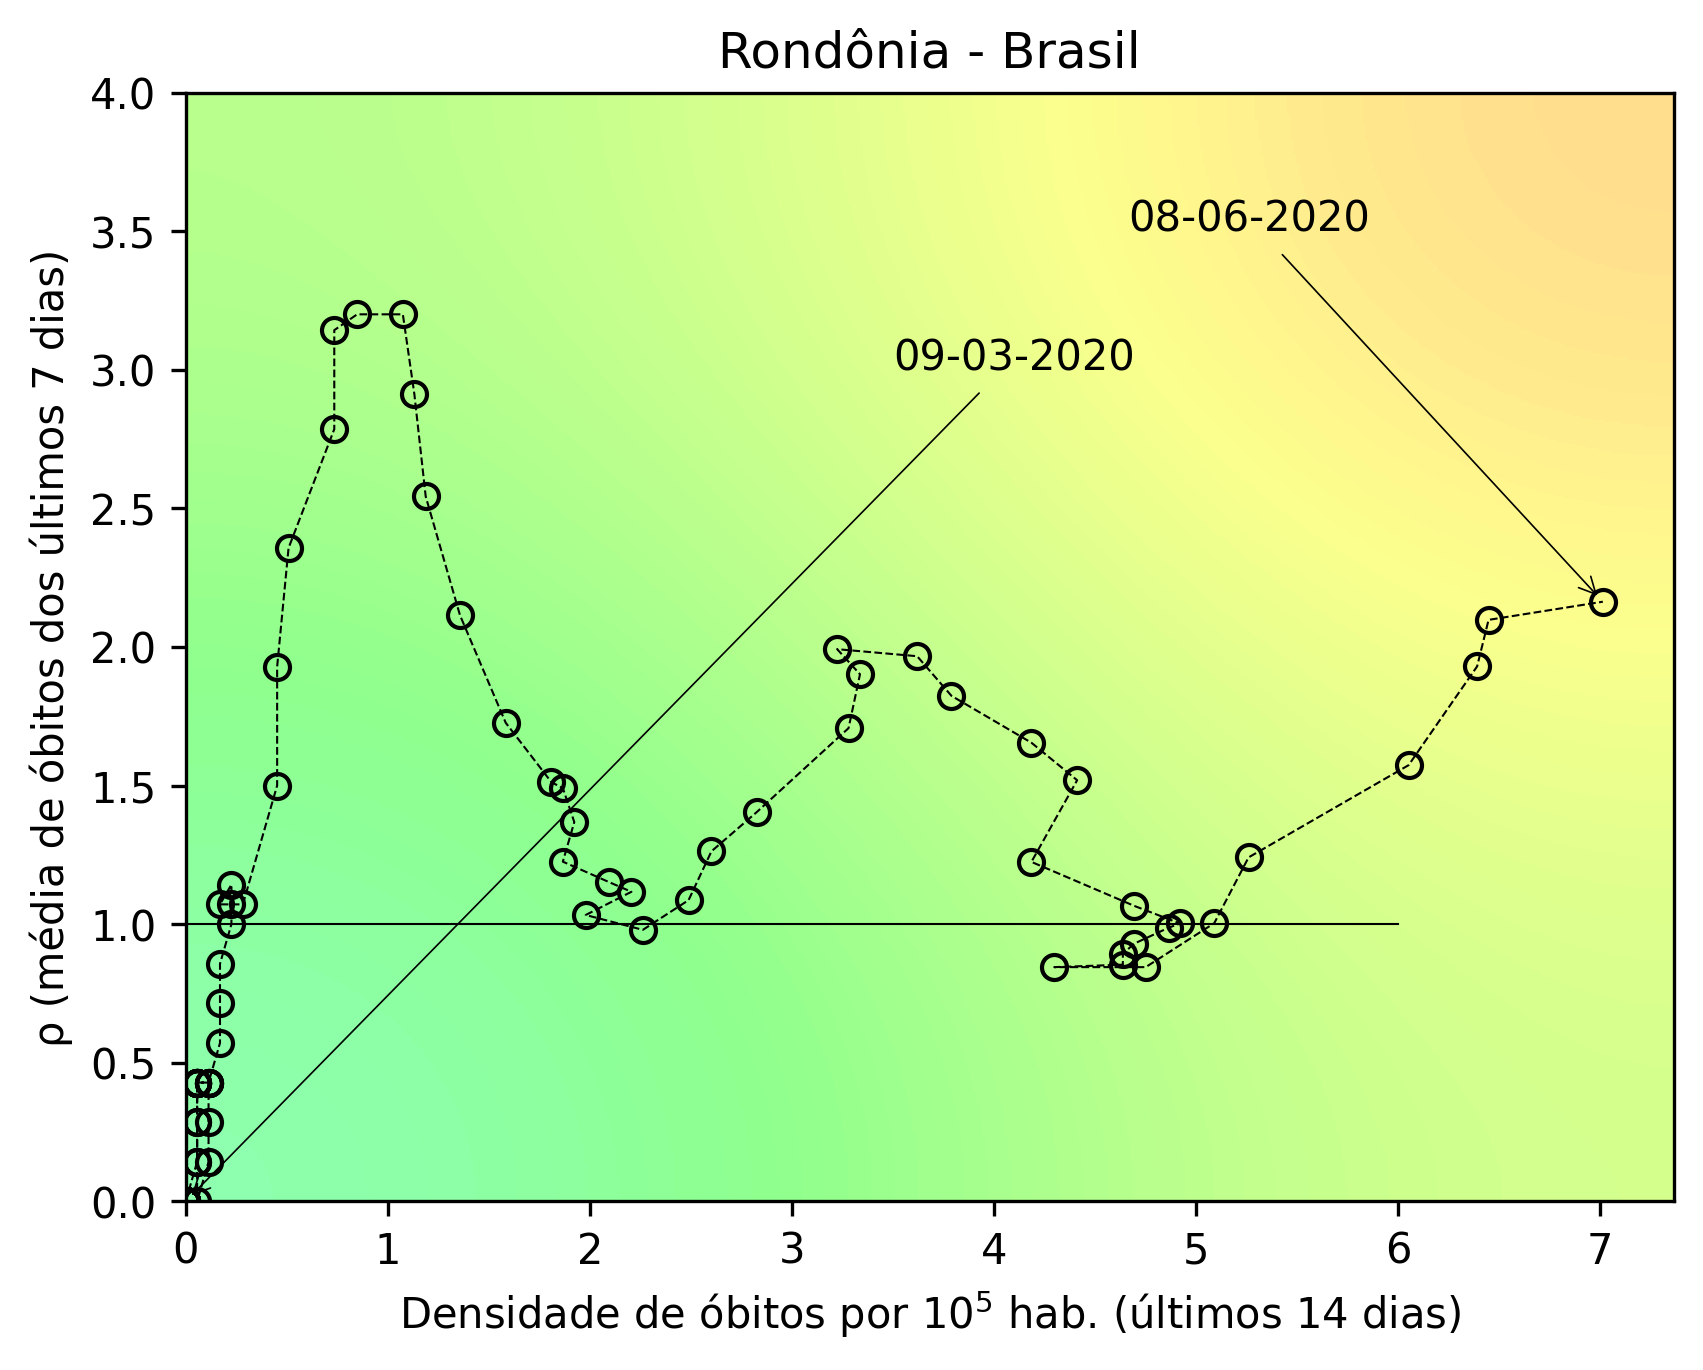 Rondônia - Brasil
4.0
3.5
3.0
2.5
2.0
1.5
1.0
0.5
0.0
ρ (média de óbitos dos últimos 7 dias)
08-06-2020
09-03-2020
0 1 2 3 4 5 6 7
Densidade de óbitos por 10⁵ hab. (últimos 14 dias)